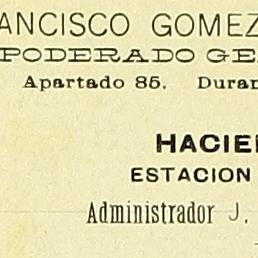 ANCISCO GOMEZ
PODERADO GE
Apartado 85. Duran
HACIE
ESTACION
Administrador J.